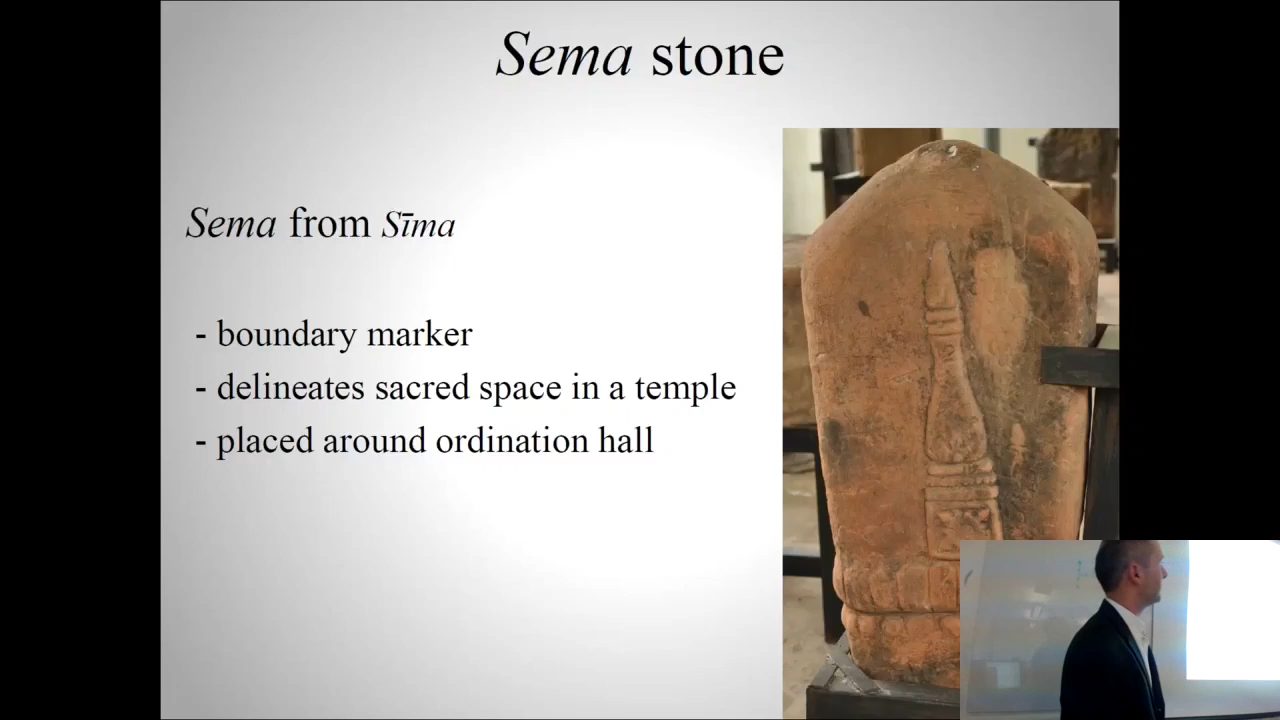 Sema stone
Sema from Sīma
- boundary marker
- delineates sacred space in a temple
- placed around ordination hall